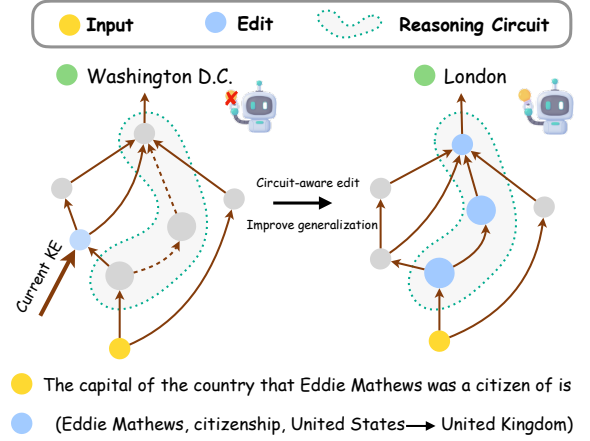 Input
Edit
Reasoning Circuit
Washington D.C.
London
Circuit-aware edit
Improve generalization
Current KE
The capital of the country that Eddie Mathews was a citizen of is
(Eddie Mathews, citizenship, United States→ United Kingdom)